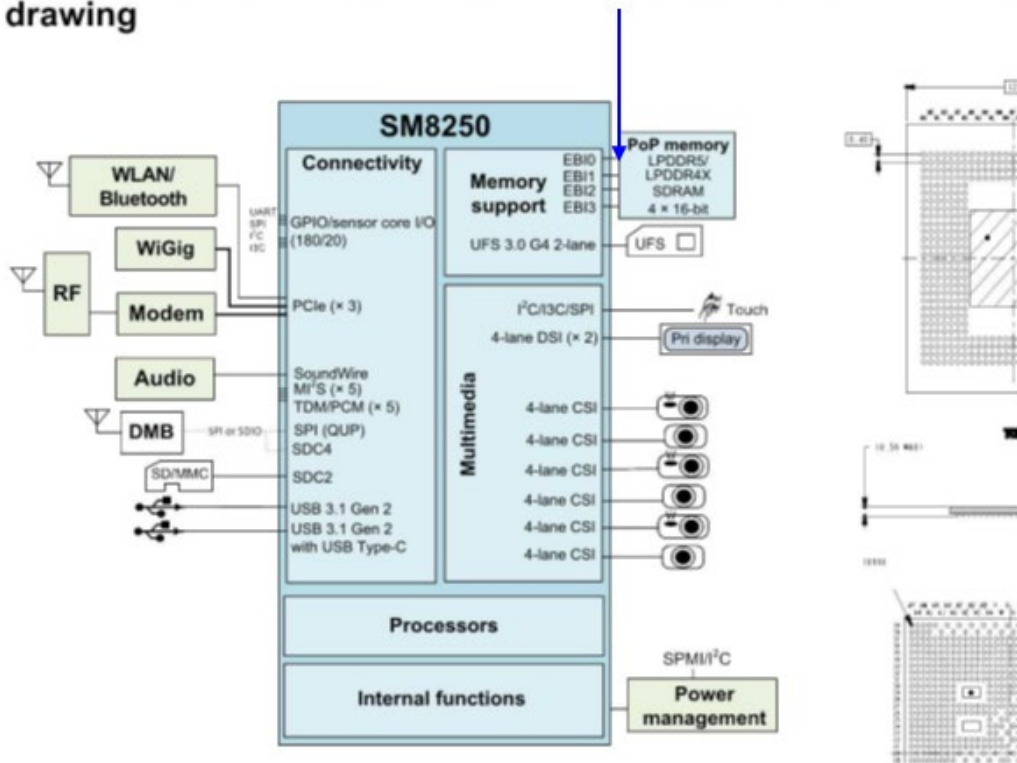 drawing
SM8250
Connectivity
WLAN/
Bluetooth
UART
SPI
I²C
I3C
GPIO/sensor core I/O
(180/20)
WiGig
RF
Modem
PCIe (× 3)
Audio
SoundWire
MI²S (× 5)
TDM/PCM (× 5)
DMB
SPI or SDIO
SPI (QUP)
SDC4
SD/MMC
SDC2
USB 3.1 Gen 2
USB 3.1 Gen 2
with USB Type-C
Memory
support
EBI0
EBI1
EBI2
EBI3
PoP memory
LPDDR5/
LPDDR4X
SDRAM
4 × 16-bit
UFS 3.0 G4 2-lane
UFS
Multimedia
I²C/I3C/SPI
Touch
4-lane DSI (× 2)
Pri display
4-lane CSI
4-lane CSI
4-lane CSI
4-lane CSI
4-lane CSI
4-lane CSI
Processors
Internal functions
SPMI/I²C
Power
management